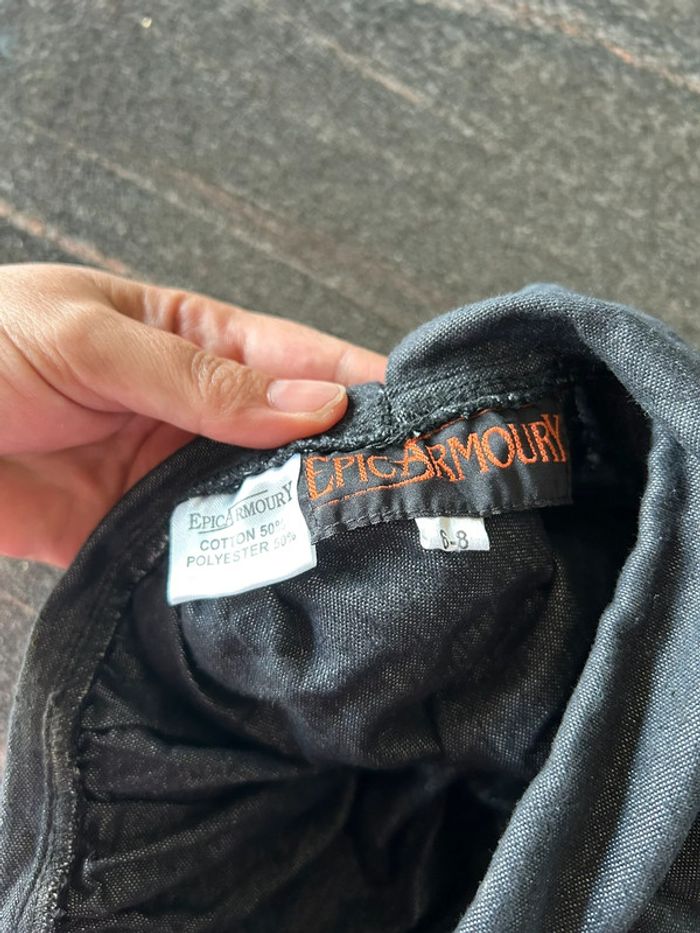 EPICARMOURY
EPICARMOURY
COTTON 50%
POLYESTER 50%
6-8